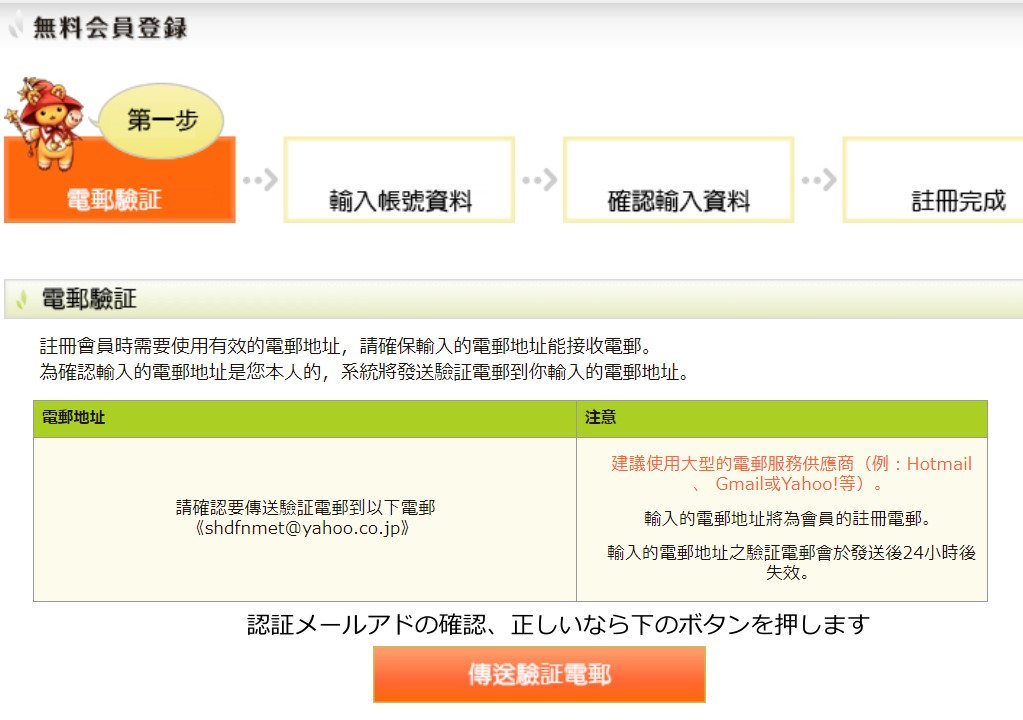 無料会員登録
第一步
電郵驗証
輸入帳號資料
確認輸入資料
註冊完成
電郵驗証
註冊會員時需要使用有效的電郵地址，請確保輸入的電郵地址能接收電郵。
為確認輸入的電郵地址是您本人的，系統將發送驗証電郵到你輸入的電郵地址。
電郵地址
注意
請確認要傳送驗証電郵到以下電郵
《shdfnmet@yahoo.co.jp》
建議使用大型的電郵服務供應商（例：Hotmail
、 Gmail或Yahoo!等）。
輸入的電郵地址將為會員的註冊電郵。
輸入的電郵地址之驗証電郵會於發送後24小時後
失效。
認証メールアドの確認、正しいなら下のボタンを押します
傳送驗証電郵